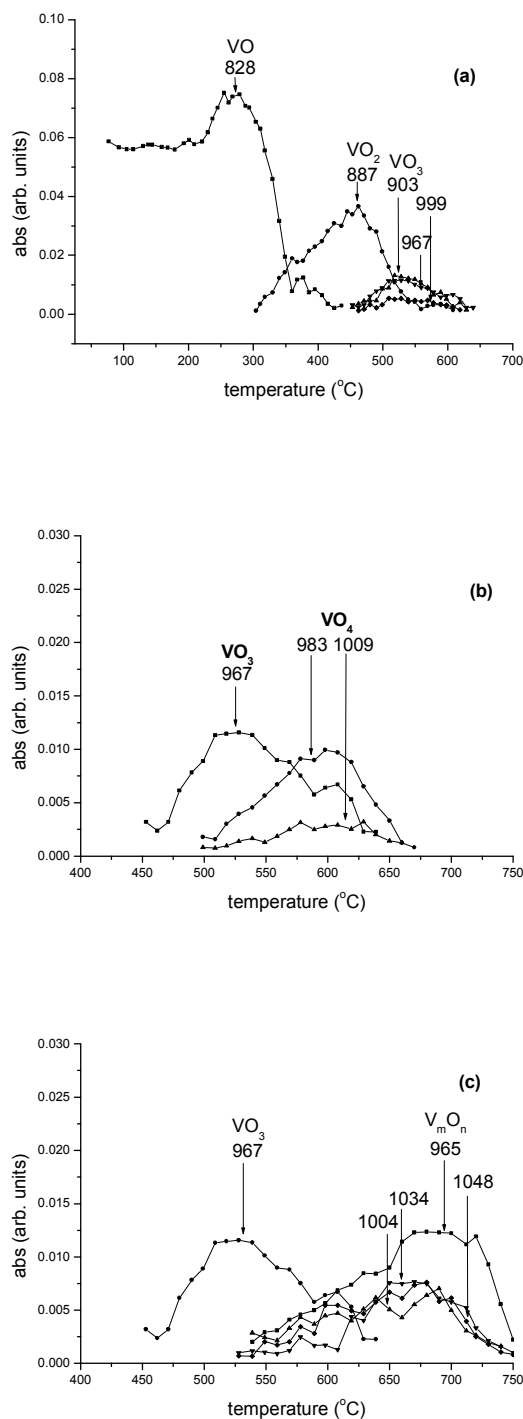 (a)
VO
828
VO2
887
VO3
903
999
967
abs (arb. units)
0.10
0.08
0.06
0.04
0.02
0.00
100 200 300 400 500 600 700
temperature (°C)
(b)
VO3
967
VO4
983 1009
abs (arb. units)
0.030
0.025
0.020
0.015
0.010
0.005
0.000
400 450 500 550 600 650 700 750
temperature (°C)
(c)
VO3
967
VmOn
965
1048
1034
1004
abs (arb. units)
0.030
0.025
0.020
0.015
0.010
0.005
0.000
400 450 500 550 600 650 700 750
temperature (°C)